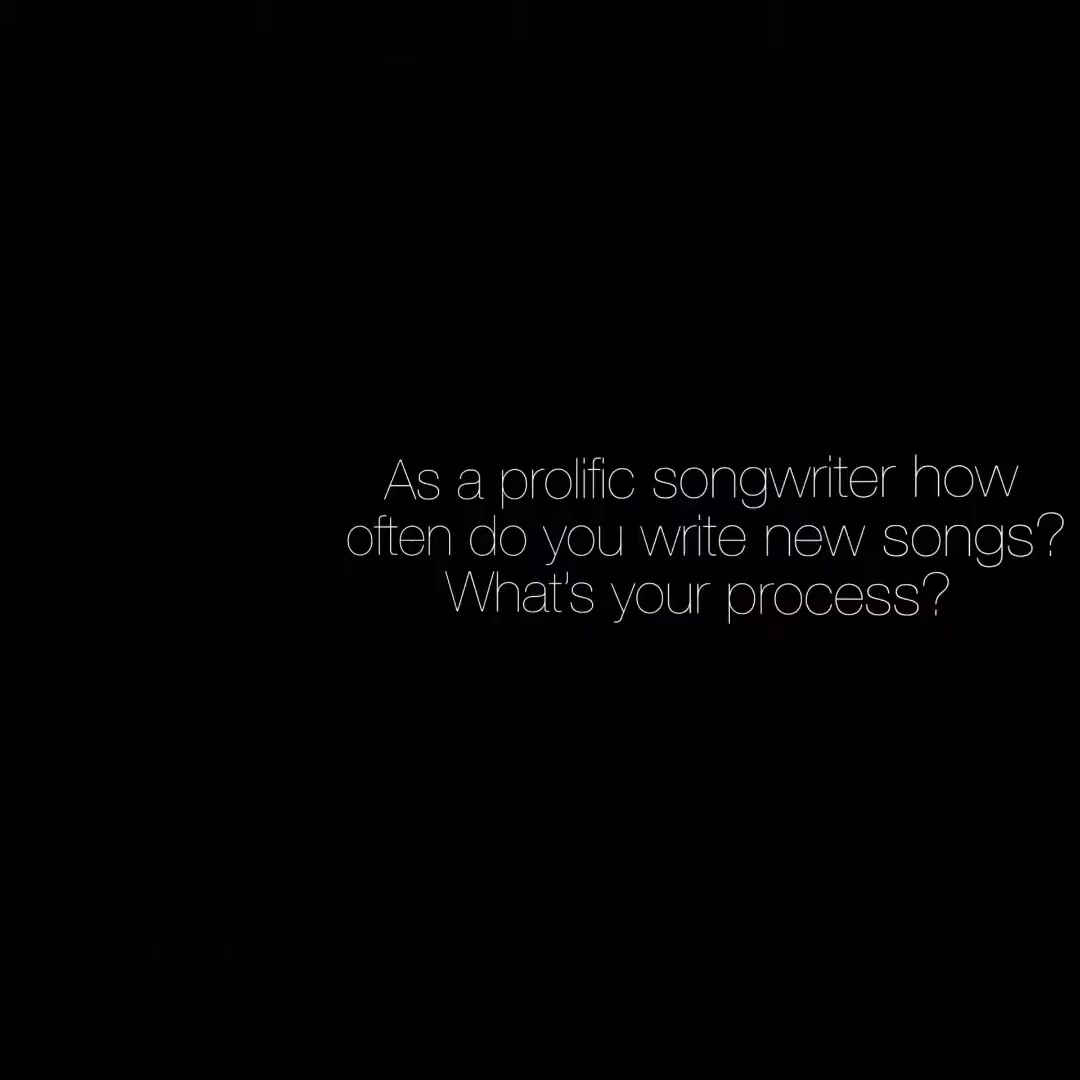 As a prolific songwriter how
often do you write new songs?
What's your process?